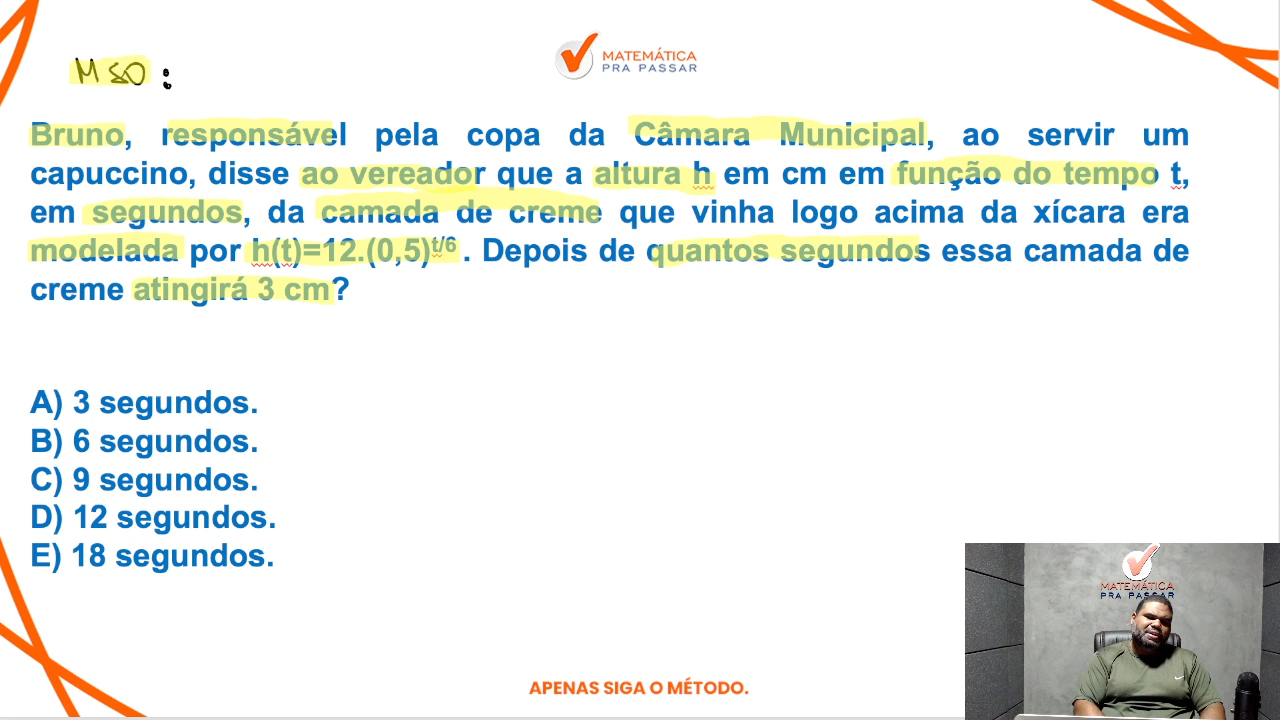 MSO:
MATEMÁTICA
PRA PASSAR
Bruno, responsável pela copa da Câmara Municipal, ao servir um
capuccino, disse ao vereador que a altura h em cm em função do tempo t,
em segundos, da camada de creme que vinha logo acima da xícara era
modelada por h(t)=12.(0,5)^t/6 . Depois de quantos segundos essa camada de
creme atingirá 3 cm?
A) 3 segundos.
B) 6 segundos.
C) 9 segundos.
D) 12 segundos.
E) 18 segundos.
MATEMÁTICA
PRA PASSAR
APENAS SIGA O MÉTODO.